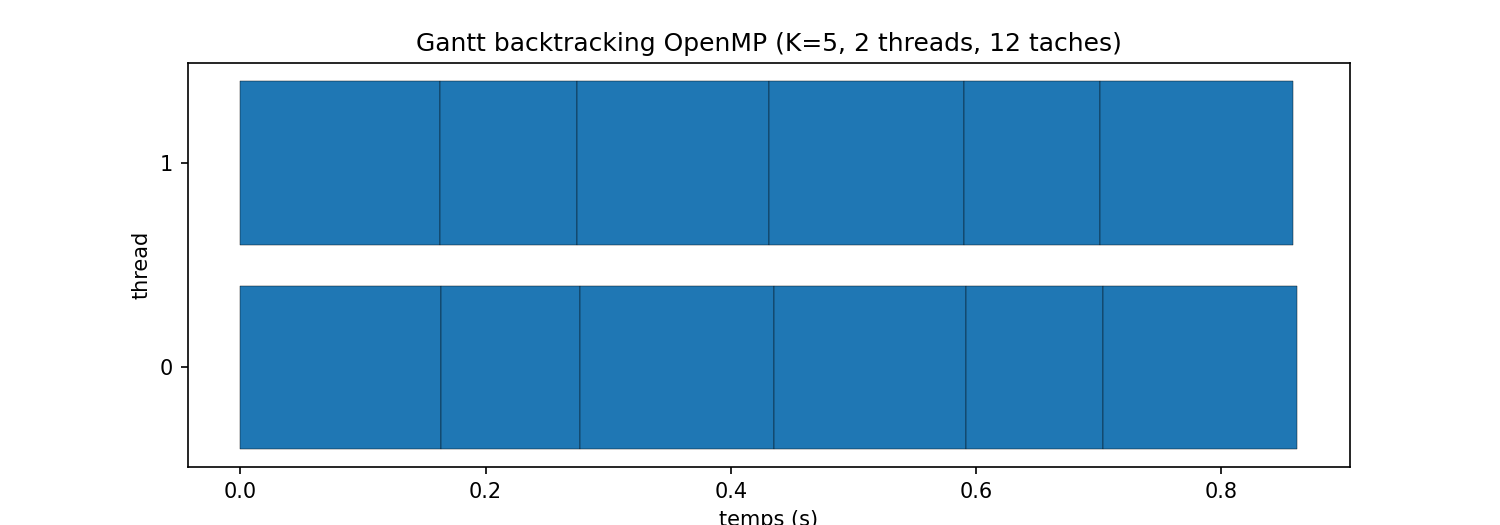 Gantt backtracking OpenMP (K=5, 2 threads, 12 taches)
1
thread
0
0.0 0.2 0.4 0.6 0.8
temps (s)